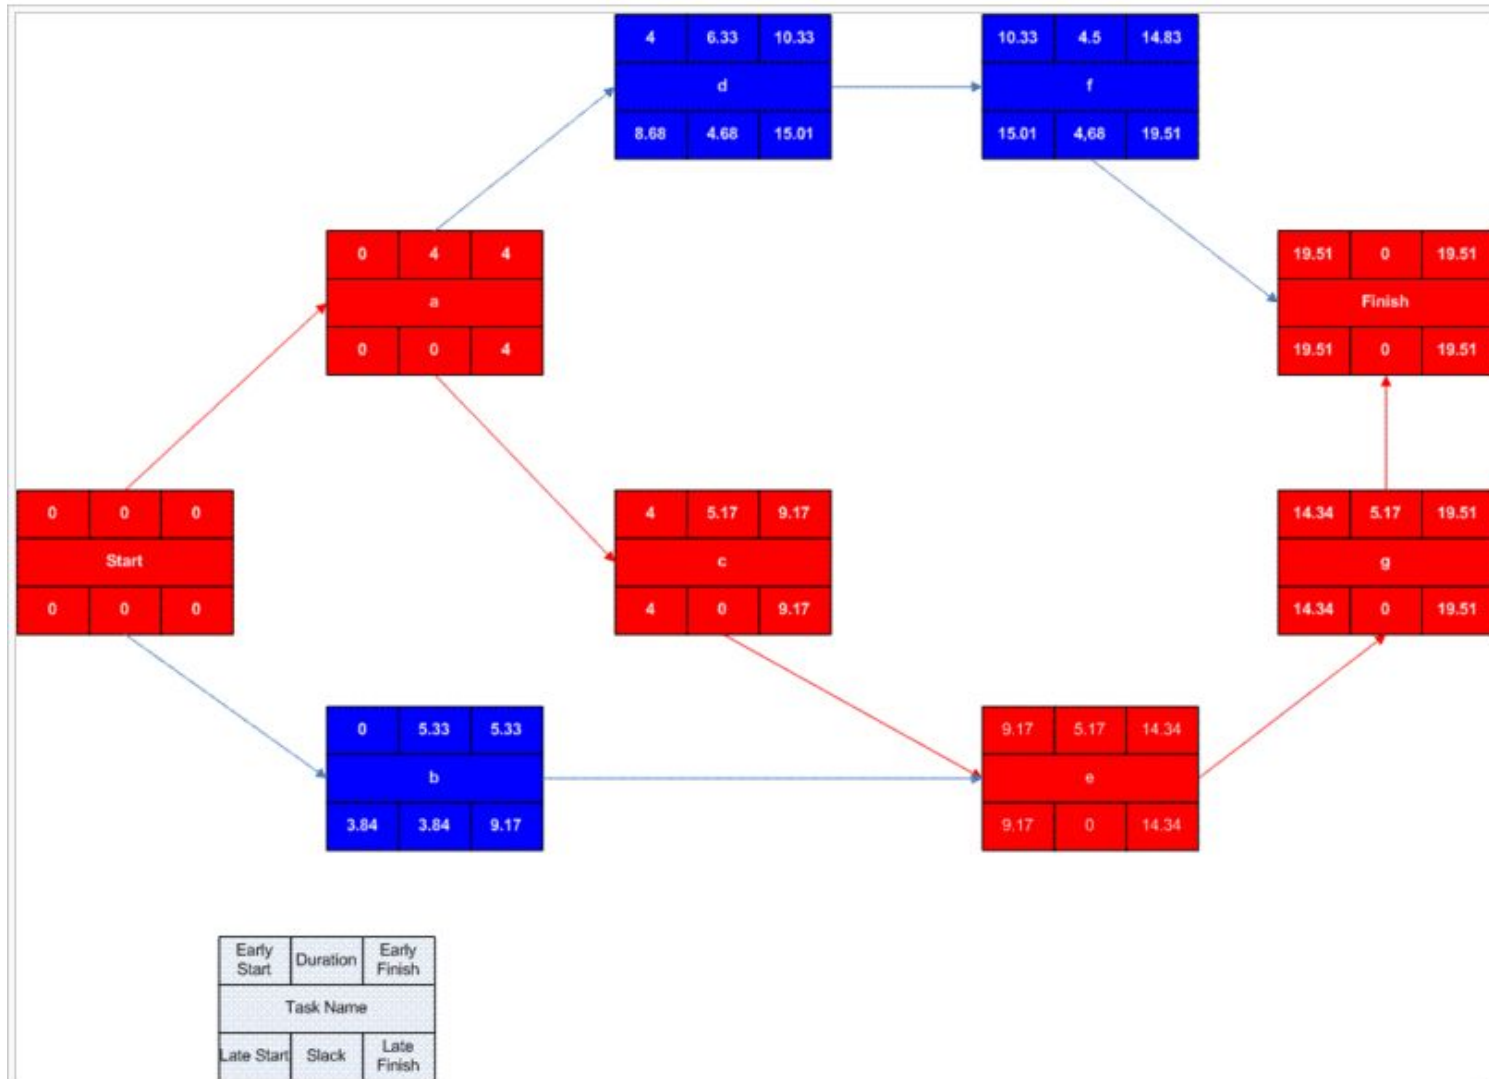 4 6.33 10.33
d
8.68 4.68 15.01
10.33 4.5 14.83
f
15.01 4,68 19.51
0 4 4
a
0 0 4
19.51 0 19.51
Finish
19.51 0 19.51
0 0 0
Start
0 0 0
4 5.17 9.17
c
4 0 9.17
14.34 5.17 19.51
g
14.34 0 19.51
0 5.33 5.33
b
3.84 3.84 9.17
9.17 5.17 14.34
e
9.17 0 14.34
Early Start
Duration
Early Finish
Task Name
Late Start
Slack
Late Finish